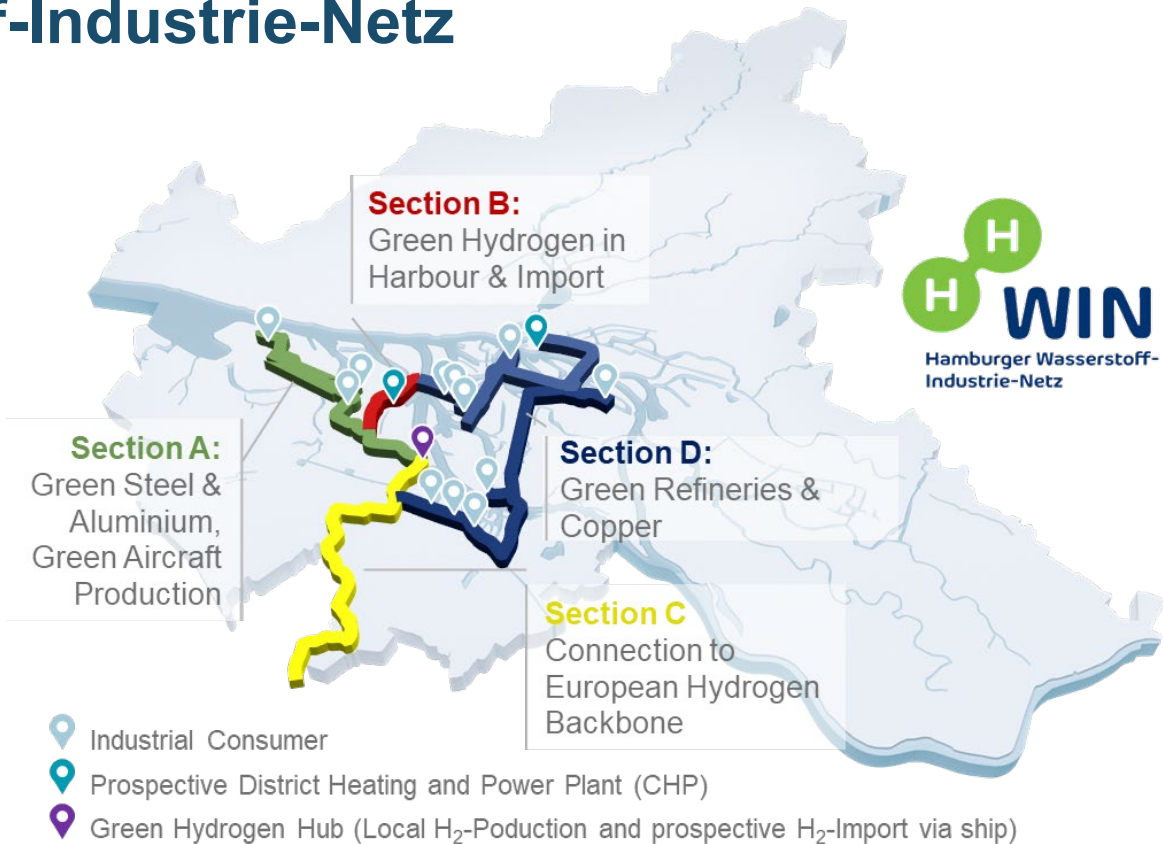 f-Industrie-Netz
Section B:
Green Hydrogen in
Harbour & Import
H
H
WIN
Hamburger Wasserstoff-
Industrie-Netz
Section A:
Green Steel &
Aluminium,
Green Aircraft
Production
Section D:
Green Refineries &
Copper
Section C
Connection to
European Hydrogen
Backbone
Industrial Consumer
Prospective District Heating and Power Plant (CHP)
Green Hydrogen Hub (Local H₂-Poduction and prospective H₂-Import via ship)